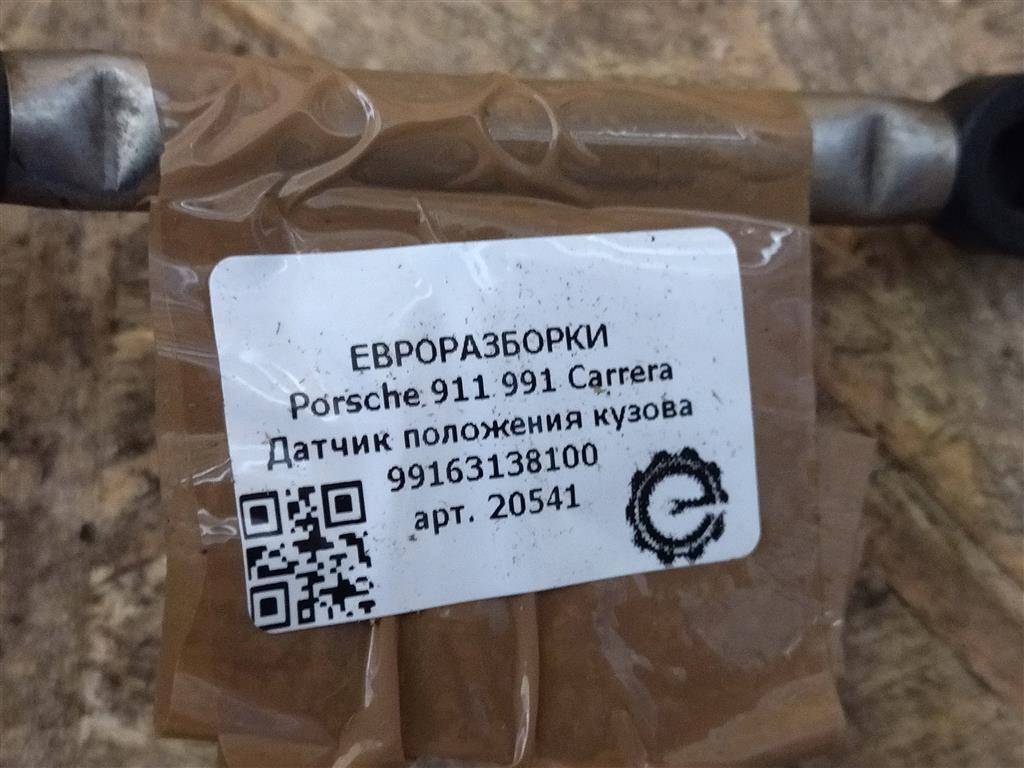 ЕВРОРАЗБОРКИ
Porsche 911 991 Carrera
Датчик положения кузова
99163138100
арт. 20541